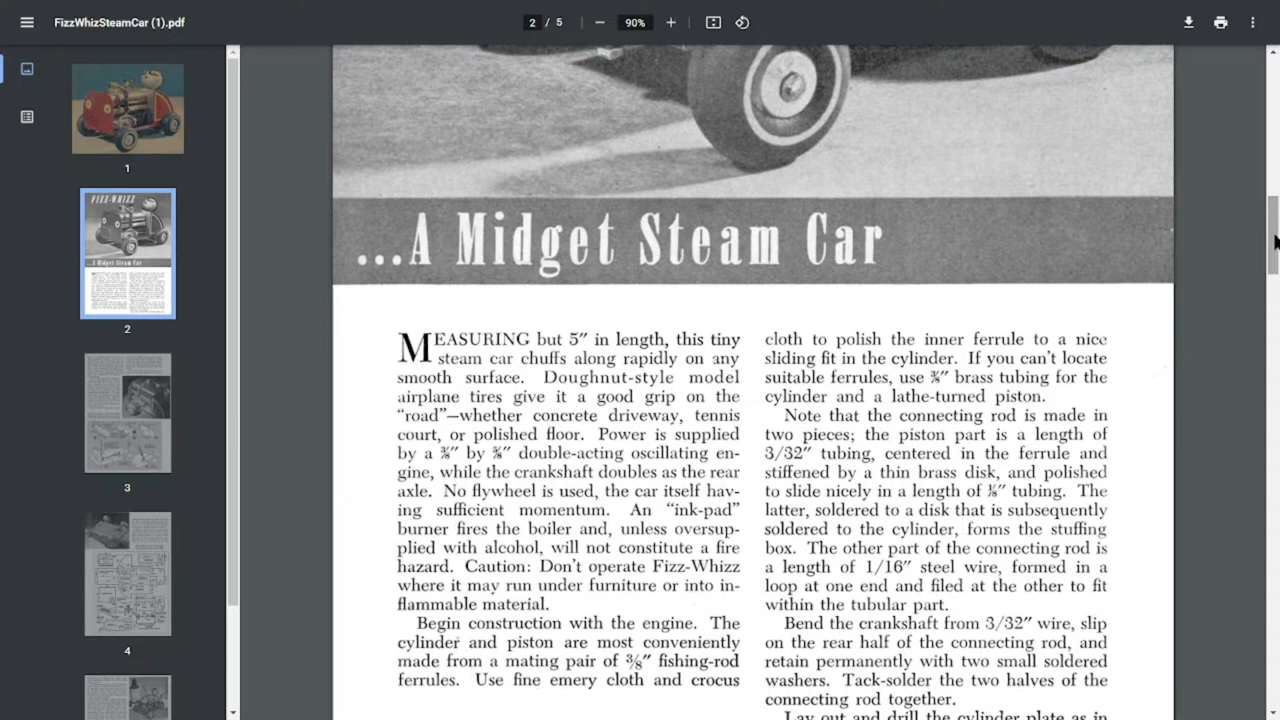 FizzWhizSteamCar (1).pdf
2 / 5
90%
1
FIZZ-WHIZZ
...A Midget Steam Car
2
3
4
...A Midget Steam Car
MEASURING but 5″ in length, this tiny
steam car chuffs along rapidly on any
smooth surface. Doughnut-style model
airplane tires give it a good grip on the
“road”—whether concrete driveway, tennis
court, or polished floor. Power is supplied
by a ⅜″ by ⅜″ double-acting oscillating en-
gine, while the crankshaft doubles as the rear
axle. No flywheel is used, the car itself hav-
ing sufficient momentum. An “ink-pad”
burner fires the boiler and, unless oversup-
plied with alcohol, will not constitute a fire
hazard. Caution: Don’t operate Fizz-Whizz
where it may run under furniture or into in-
flammable material.
Begin construction with the engine. The
cylinder and piston are most conveniently
made from a mating pair of ⅜″ fishing-rod
ferrules. Use fine emery cloth and crocus
cloth to polish the inner ferrule to a nice
sliding fit in the cylinder. If you can’t locate
suitable ferrules, use ⅜″ brass tubing for the
cylinder and a lathe-turned piston.
Note that the connecting rod is made in
two pieces; the piston part is a length of
3/32″ tubing, centered in the ferrule and
stiffened by a thin brass disk, and polished
to slide nicely in a length of ⅛″ tubing. The
latter, soldered to a disk that is subsequently
soldered to the cylinder, forms the stuffing
box. The other part of the connecting rod is
a length of 1/16″ steel wire, formed in a
loop at one end and filed at the other to fit
within the tubular part.
Bend the crankshaft from 3/32″ wire, slip
on the rear half of the connecting rod, and
retain permanently with two small soldered
washers. Tack-solder the two halves of the
connecting rod together.
Lay out and drill the cylinder plate as in